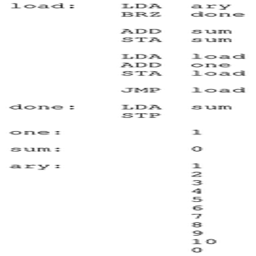 load: LDA ary
BRZ done
ADD sum
STA sum
LDA load
ADD one
STA load
JMP load
done: LDA sum
STP
one: 1
sum: 0
ary: 1
2
3
4
5
6
7
8
9
10
0